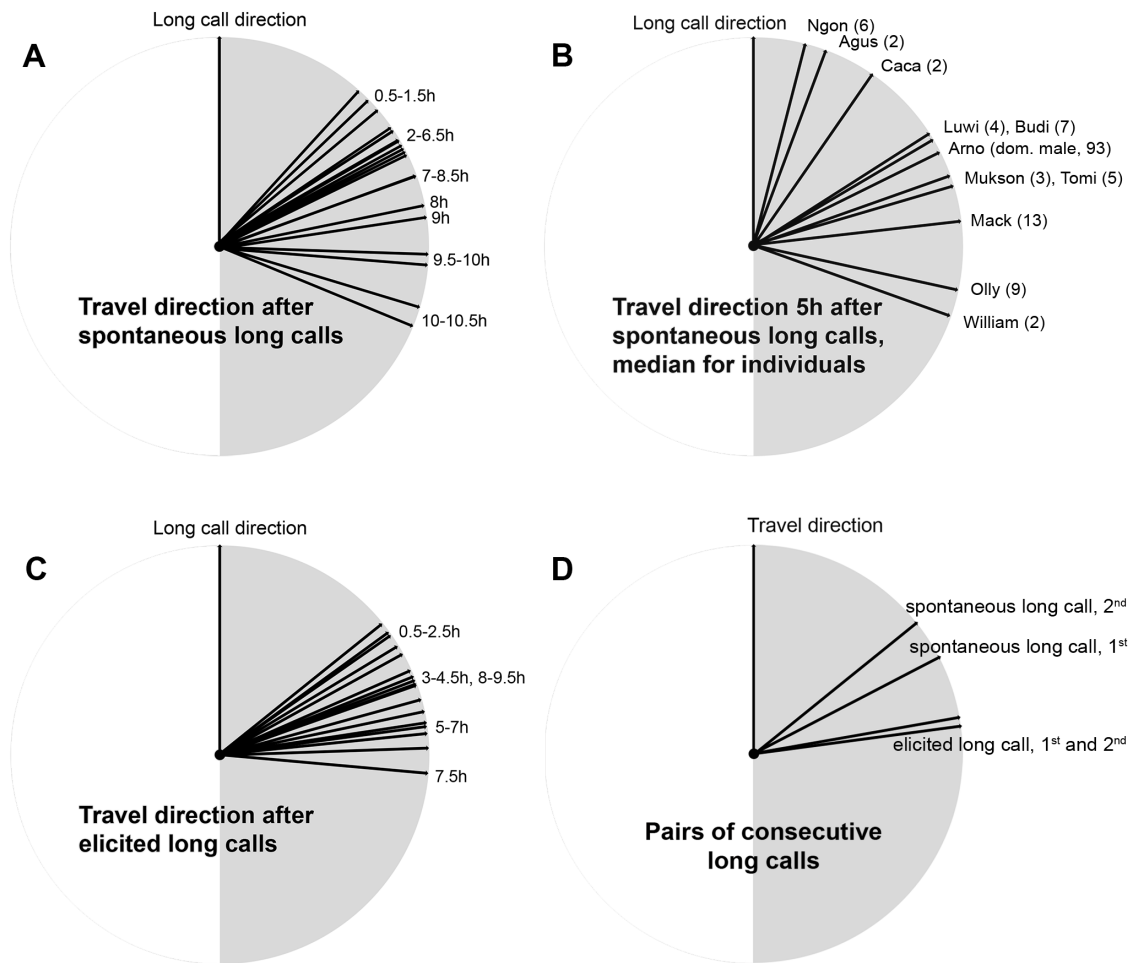 A
Long call direction
0.5-1.5h
2-6.5h
7-8.5h
8h
9h
9.5-10h
10-10.5h
Travel direction after
spontaneous long calls
B
Long call direction
Ngon (6)
Agus (2)
Caca (2)
Luwi (4), Budi (7)
Arno (dom. male, 93)
Mukson (3), Tomi (5)
Mack (13)
Olly (9)
William (2)
Travel direction 5h after
spontaneous long calls,
median for individuals
C
Long call direction
0.5-2.5h
3-4.5h, 8-9.5h
5-7h
7.5h
Travel direction after
elicited long calls
D
Travel direction
spontaneous long call, 2nd
spontaneous long call, 1st
elicited long call, 1st and 2nd
Pairs of consecutive
long calls